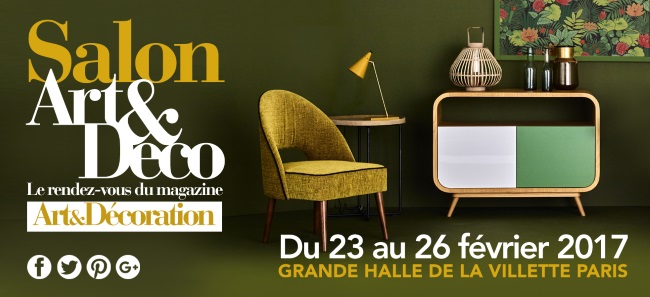 Salon
Art&
Déco
Le rendez-vous du magazine
Art&Décoration
Du 23 au 26 février 2017
GRANDE HALLE DE LA VILLETTE PARIS
f
G+